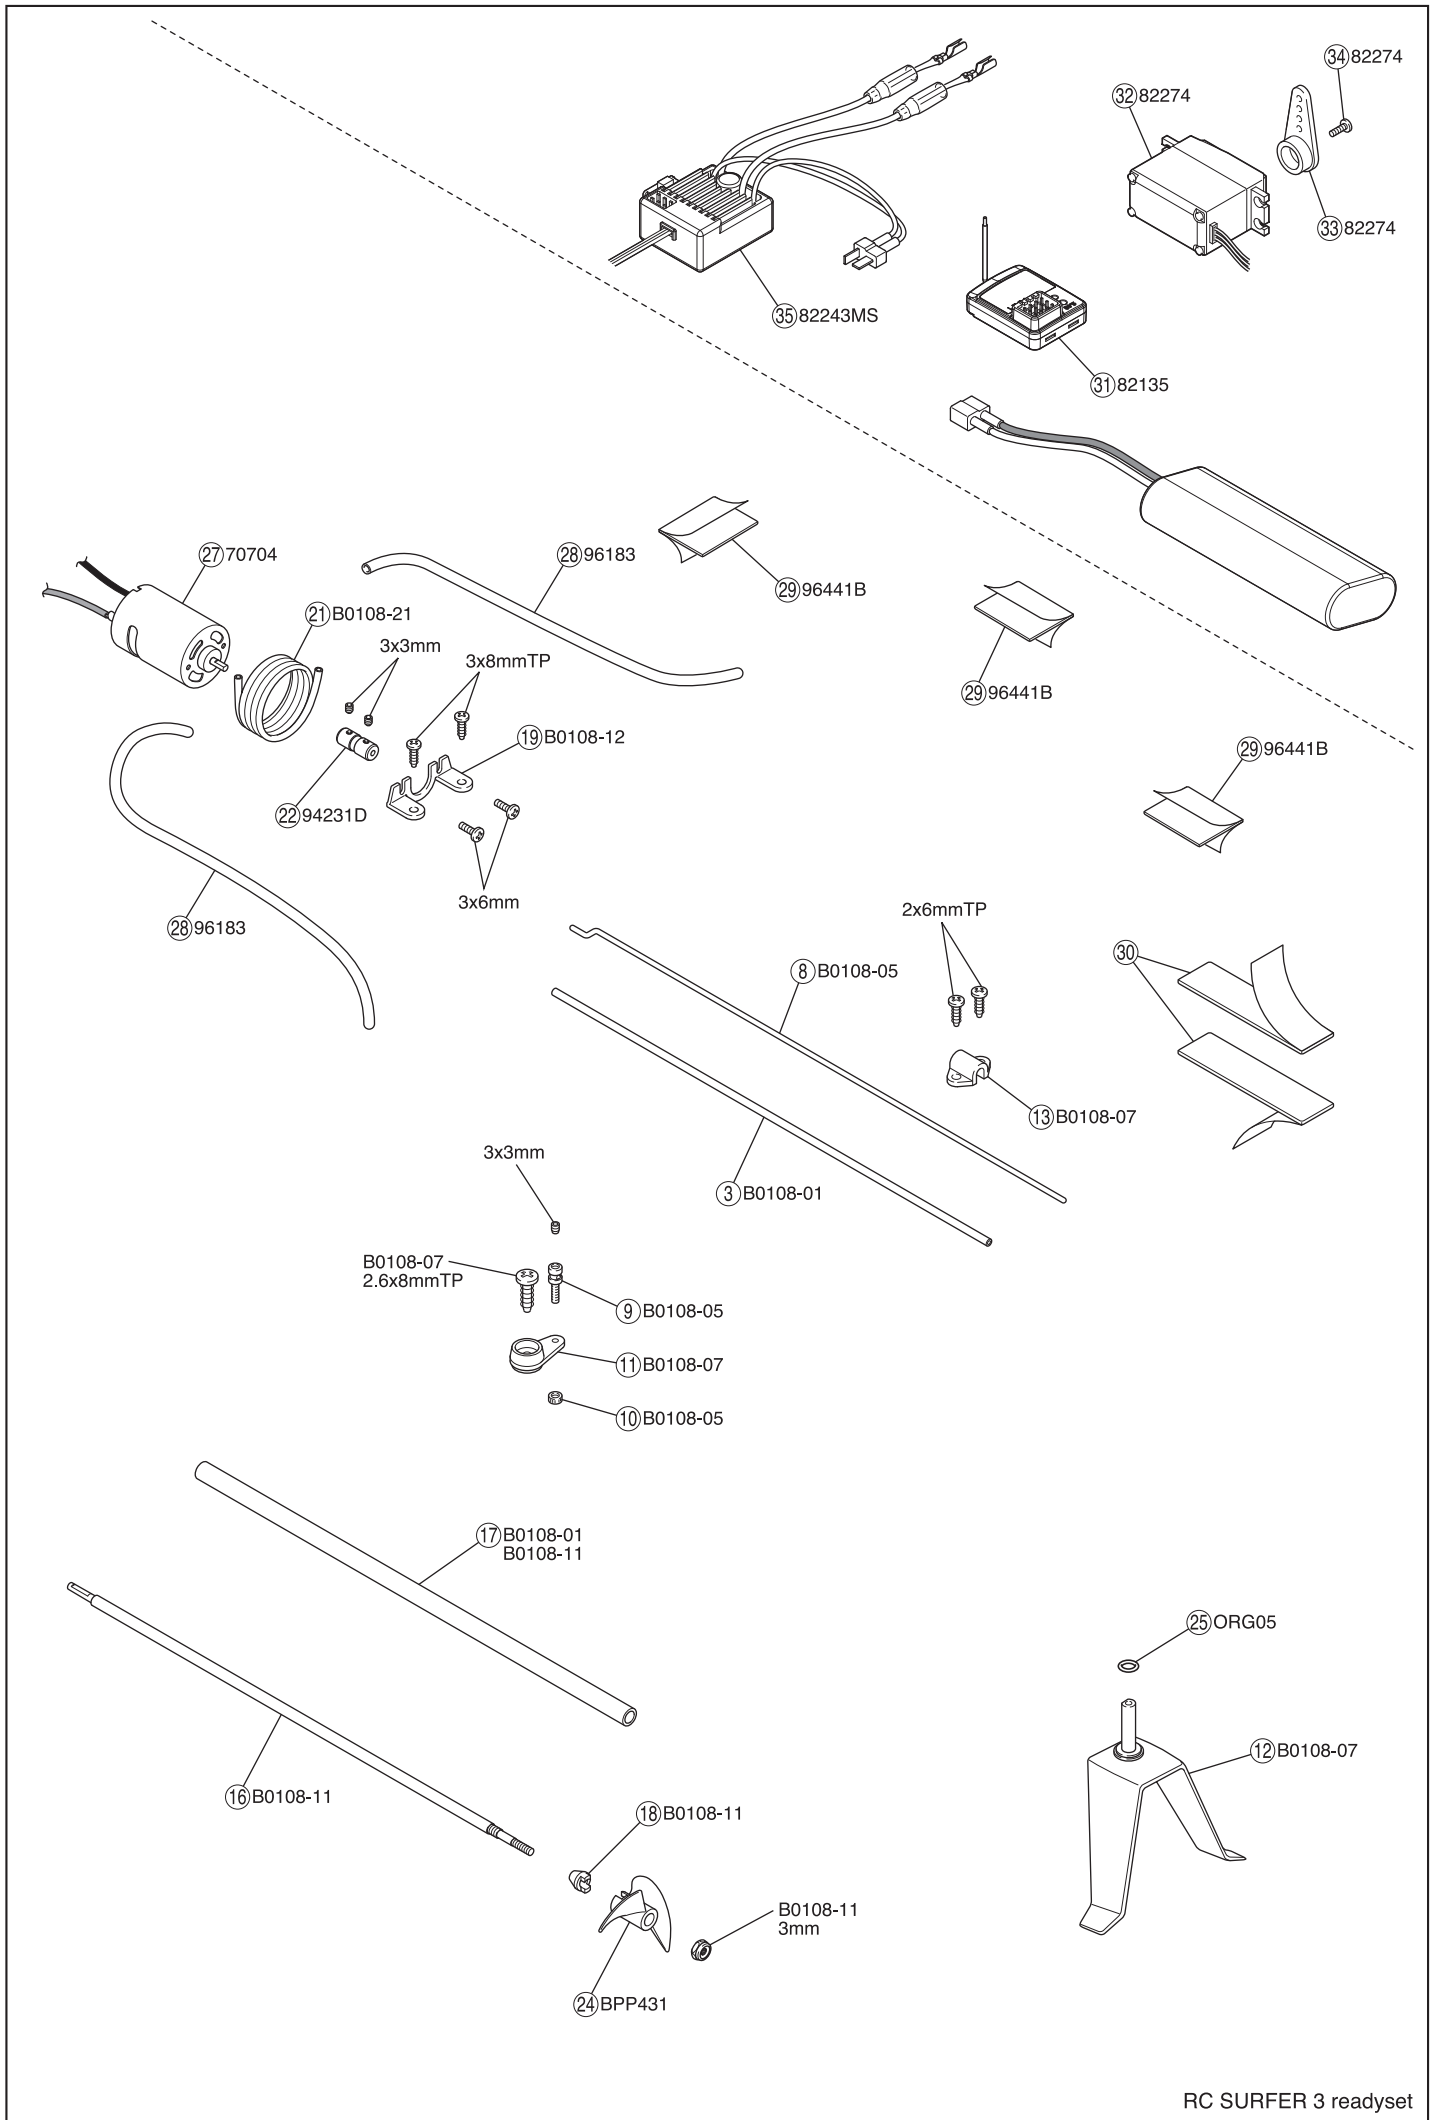 34 82274
32 82274
33 82274
35 82243MS
31 82135
27 70704
28 96183
29 96441B
21 B0108-21
3x3mm
3x8mmTP
29 96441B
19 B0108-12
29 96441B
22 94231D
3x6mm
28 96183
2x6mmTP
30
8 B0108-05
13 B0108-07
3x3mm
3 B0108-01
B0108-07
2.6x8mmTP
9 B0108-05
11 B0108-07
10 B0108-05
17 B0108-01
B0108-11
25 ORG05
12 B0108-07
16 B0108-11
18 B0108-11
B0108-11
3mm
24 BPP431
RC SURFER 3 readyset